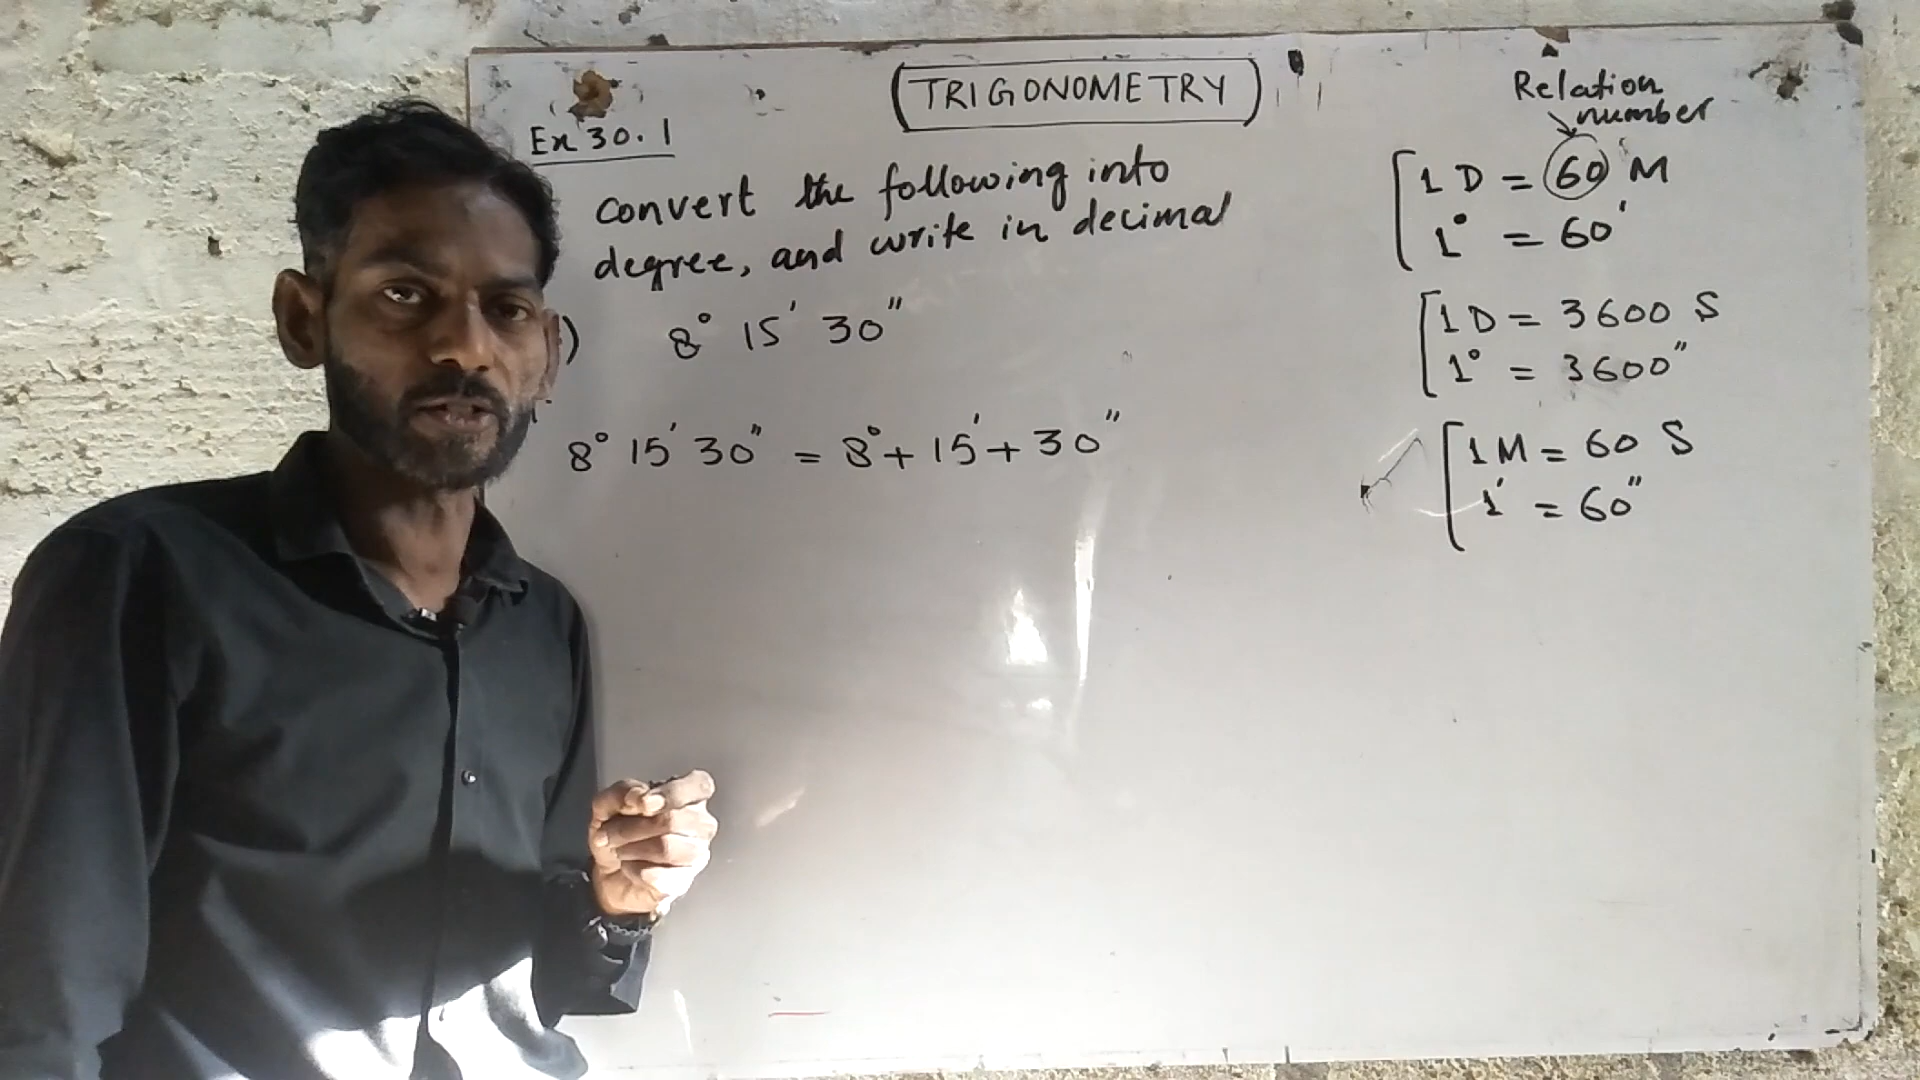 TRIGONOMETRY
Ex 30.1
convert the following into
degree, and write in decimal
) 8° 15' 30"
8° 15' 30" = 8° + 15' + 30"
Relation
number
1 D = 60 M
1° = 60'
1 D = 3600 S
1° = 3600"
1 M = 60 S
1' = 60"